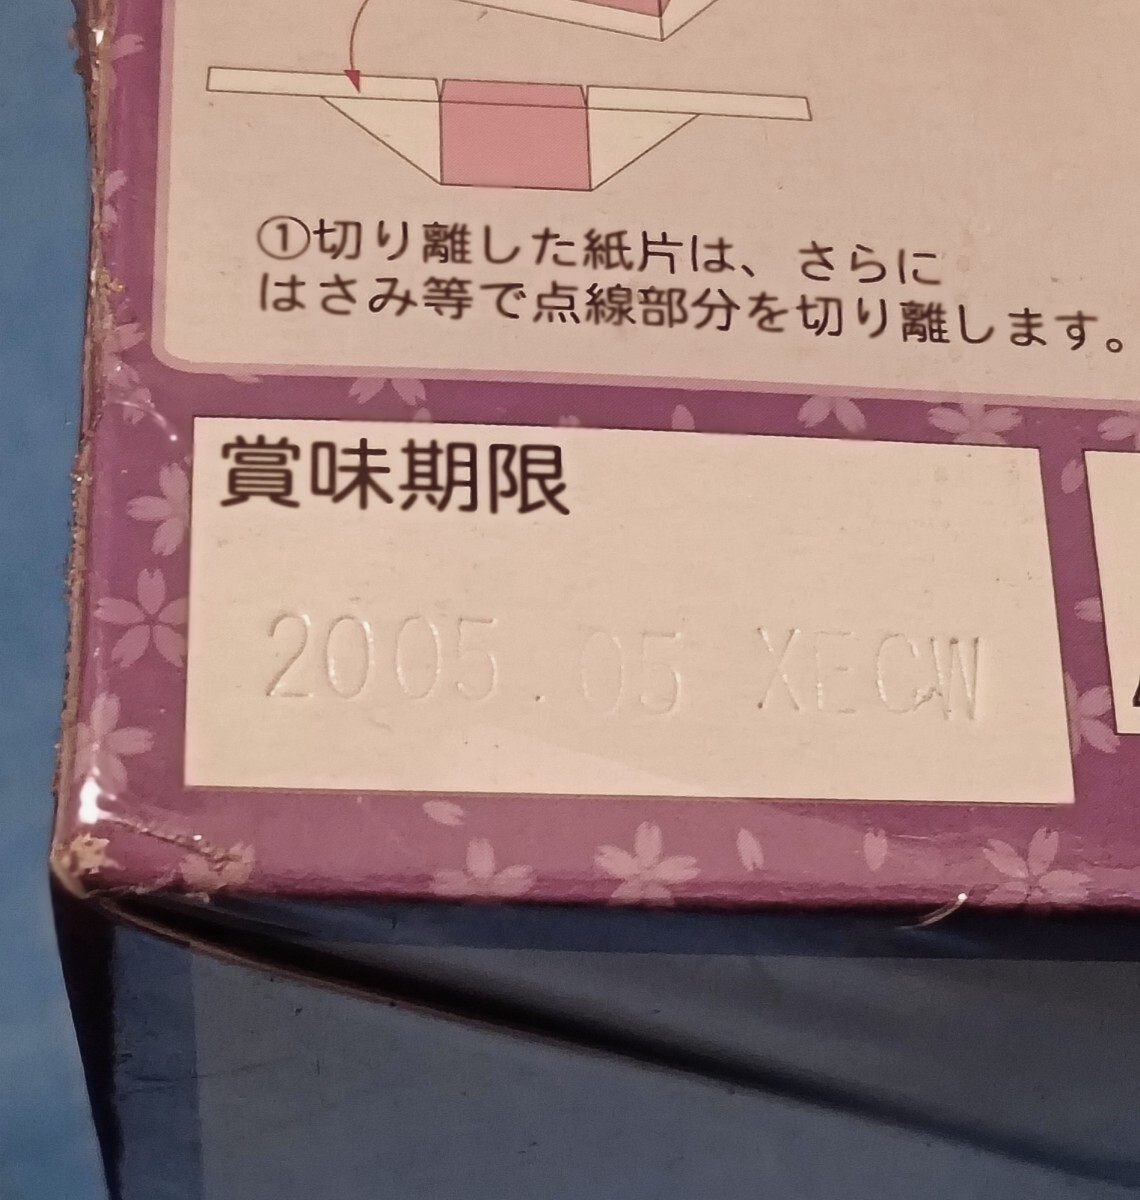 ①切り離した紙片は、さらに
はさみ等で点線部分を切り離します。
賞味期限
2005.05 XECW